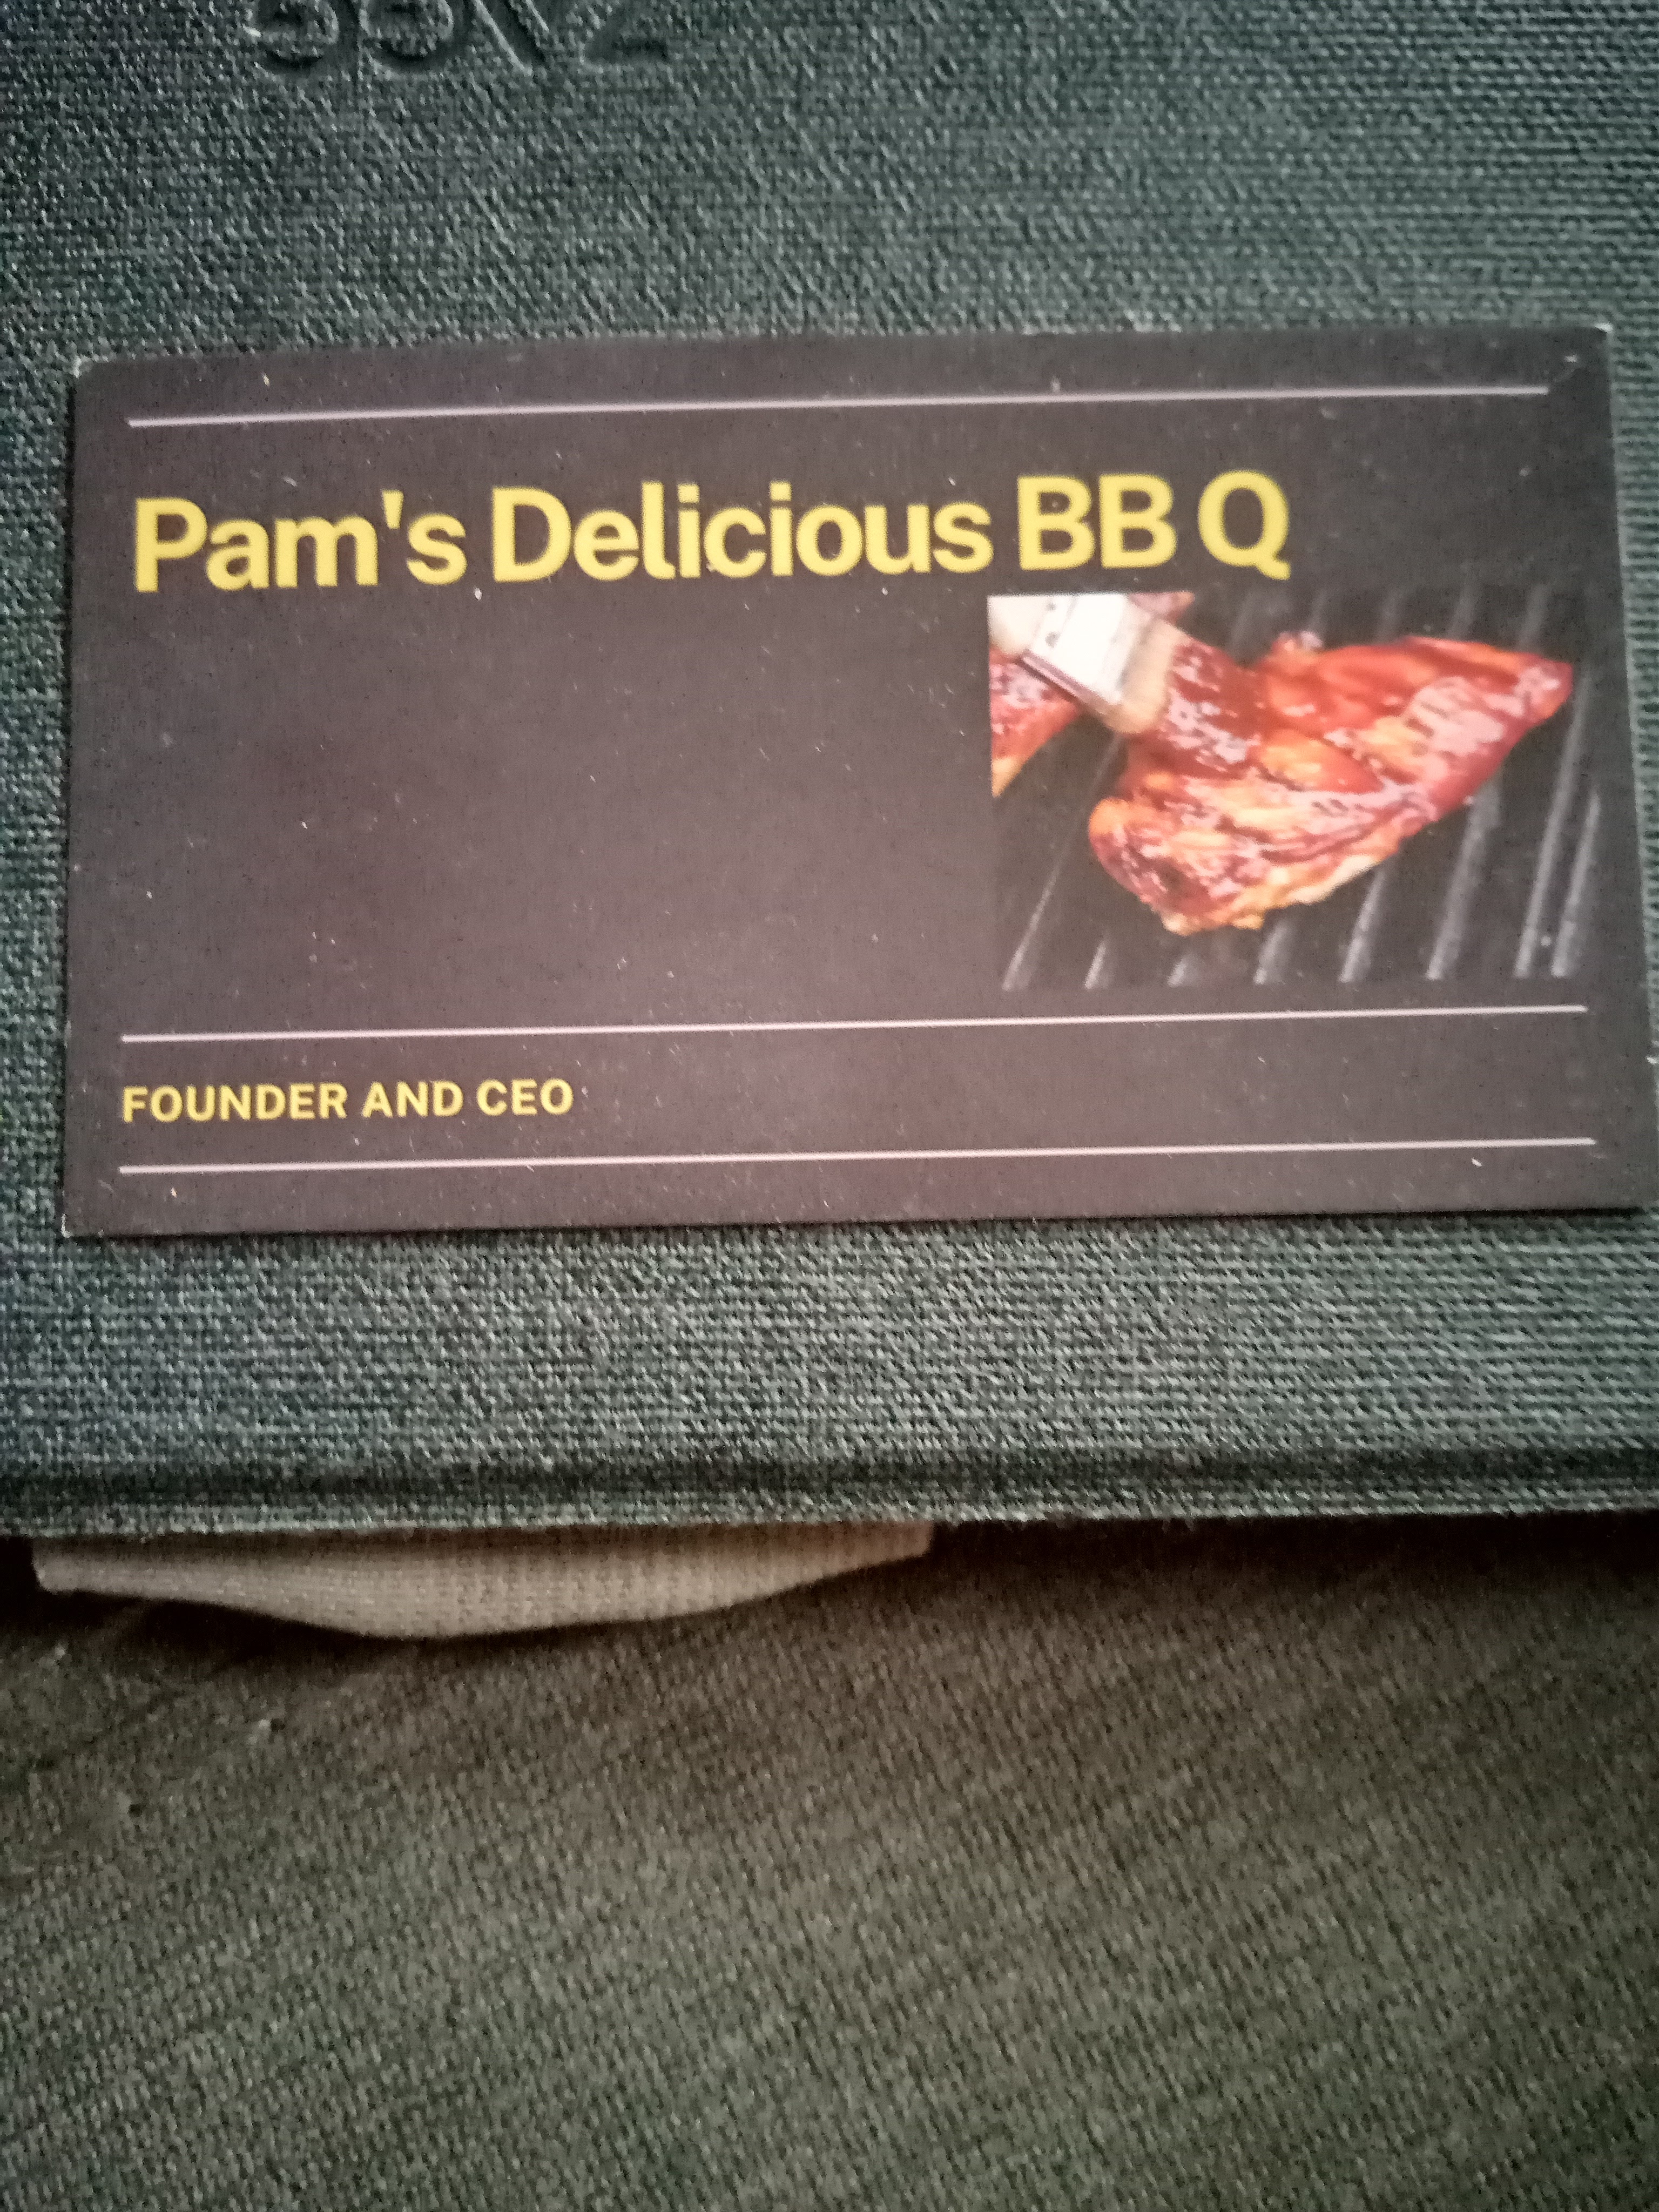 Pam's Delicious BB Q
FOUNDER AND CEO